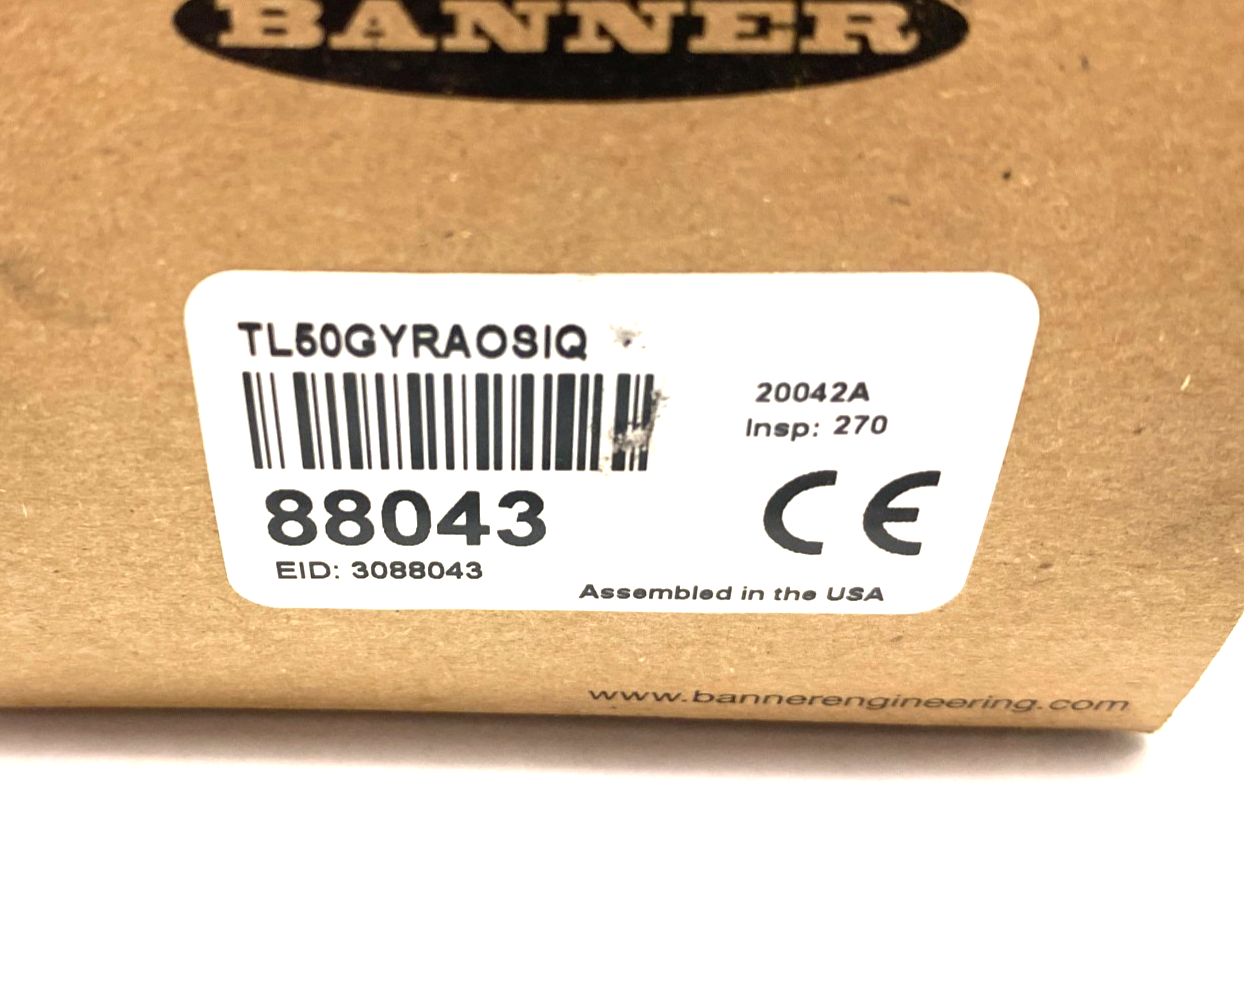 BANNER
TL50GYRAOSIQ
20042A
Insp: 270
88043
CE
EID: 3088043
Assembled in the USA
www.bannerengineering.com